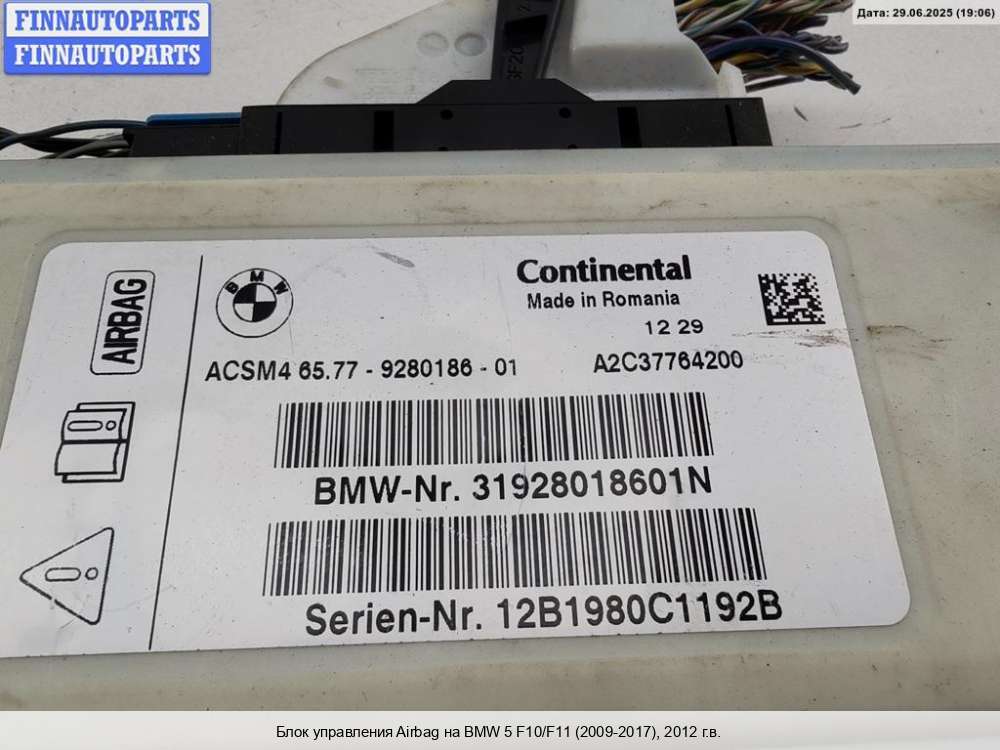 FINNAUTOPARTS
FINNAUTOPARTS
Дата: 29.06.2025 (19:06)
BMW
AIRBAG
Continental
Made in Romania
12 29
ACSM4 65.77 - 9280186 - 01
A2C37764200
BMW-Nr. 31928018601N
Serien-Nr. 12B1980C1192B
Блок управления Airbag на BMW 5 F10/F11 (2009-2017), 2012 г.в.